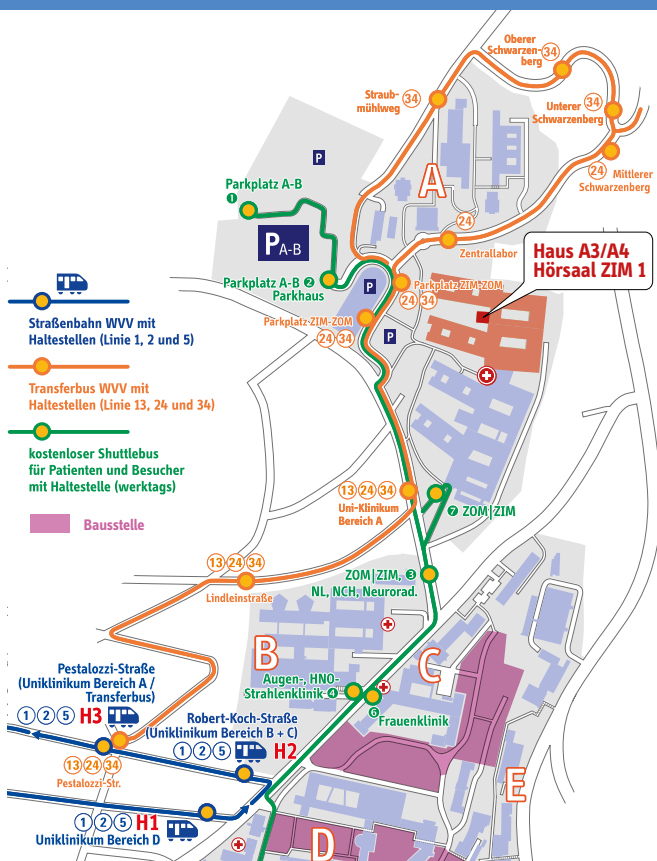 Oberer
Schwarzen-
berg
34
Straub-
mühlweg
34
Unterer
Schwarzenberg
34
24
Mittlerer
Schwarzenberg
P
A
Parkplatz A-B
1
24
Zentrallabor
PA-B
Haus A3/A4
Hörsaal ZIM 1
Parkplatz A-B 2
Parkhaus
P
Parkplatz ZIM-ZOM
24 34
Parkplatz ZIM-ZOM
24 34
P
Straßenbahn WVV mit
Haltestellen (Linie 1, 2 und 5)
Transferbus WVV mit
Haltestellen (Linie 13, 24 und 34)
kostenloser Shuttlebus
für Patienten und Besucher
mit Haltestelle (werktags)
Bausstelle
13 24 34
Uni-Klinikum
Bereich A
7 ZOM|ZIM
13 24 34
Lindleinstraße
ZOM|ZIM, 3
NL, NCH, Neurorad.
B
C
Augen-, HNO-
Strahlenklinik 4
6
Frauenklinik
Pestalozzi-Straße
(Uniklinikum Bereich A /
Transferbus)
1 2 5 H3
Robert-Koch-Straße
(Uniklinikum Bereich B + C)
1 2 5 H2
13 24 34
Pestalozzi-Str.
E
1 2 5 H1
Uniklinikum Bereich D
D